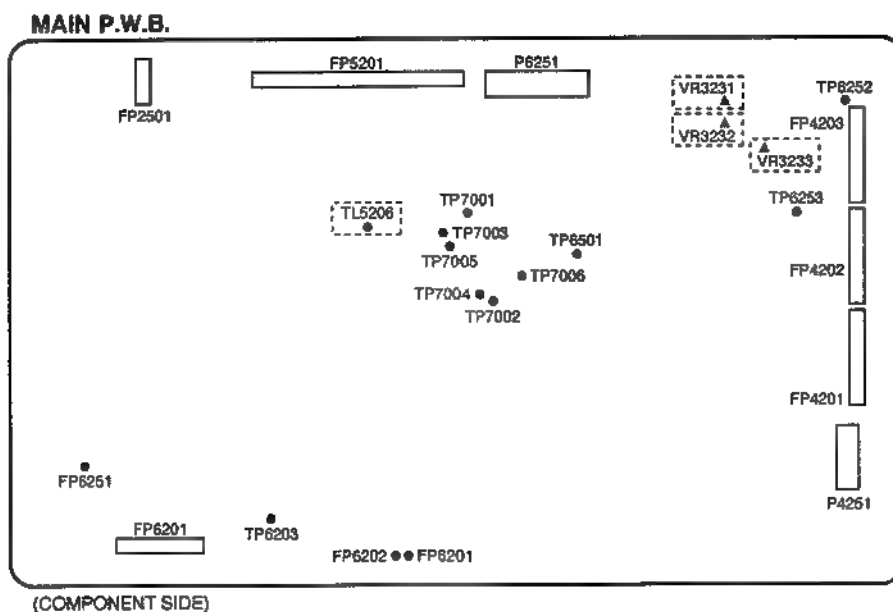 MAIN P.W.B.
FP2501
FP5201
P6251
VR3231
VR3232
VR3233
TP6252
FP4203
TP6253
TL5206
TP7001
TP7003
TP7005
TP6501
TP7006
TP7004
TP7002
FP4202
FP4201
P4251
FP6251
FP6201
TP6203
FP6202 FP6201
(COMPONENT SIDE)